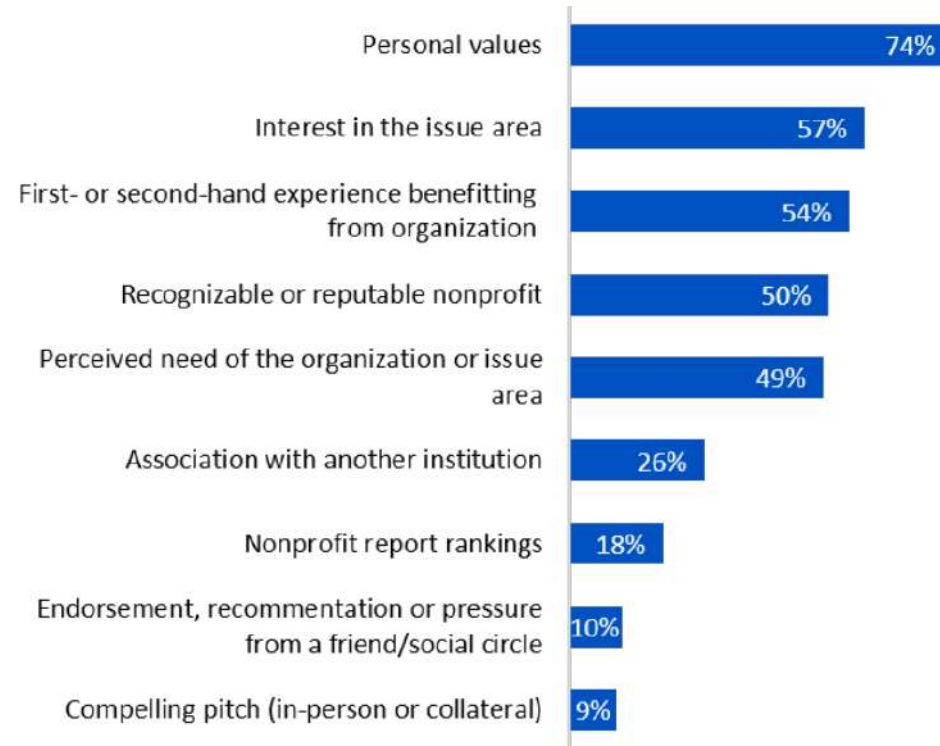 Personal values
74%
Interest in the issue area
57%
First- or second-hand experience benefitting
from organization
54%
Recognizable or reputable nonprofit
50%
Perceived need of the organization or issue
area
49%
Association with another institution
26%
Nonprofit report rankings
18%
Endorsement, recommentation or pressure
from a friend/social circle
10%
Compelling pitch (in-person or collateral)
9%